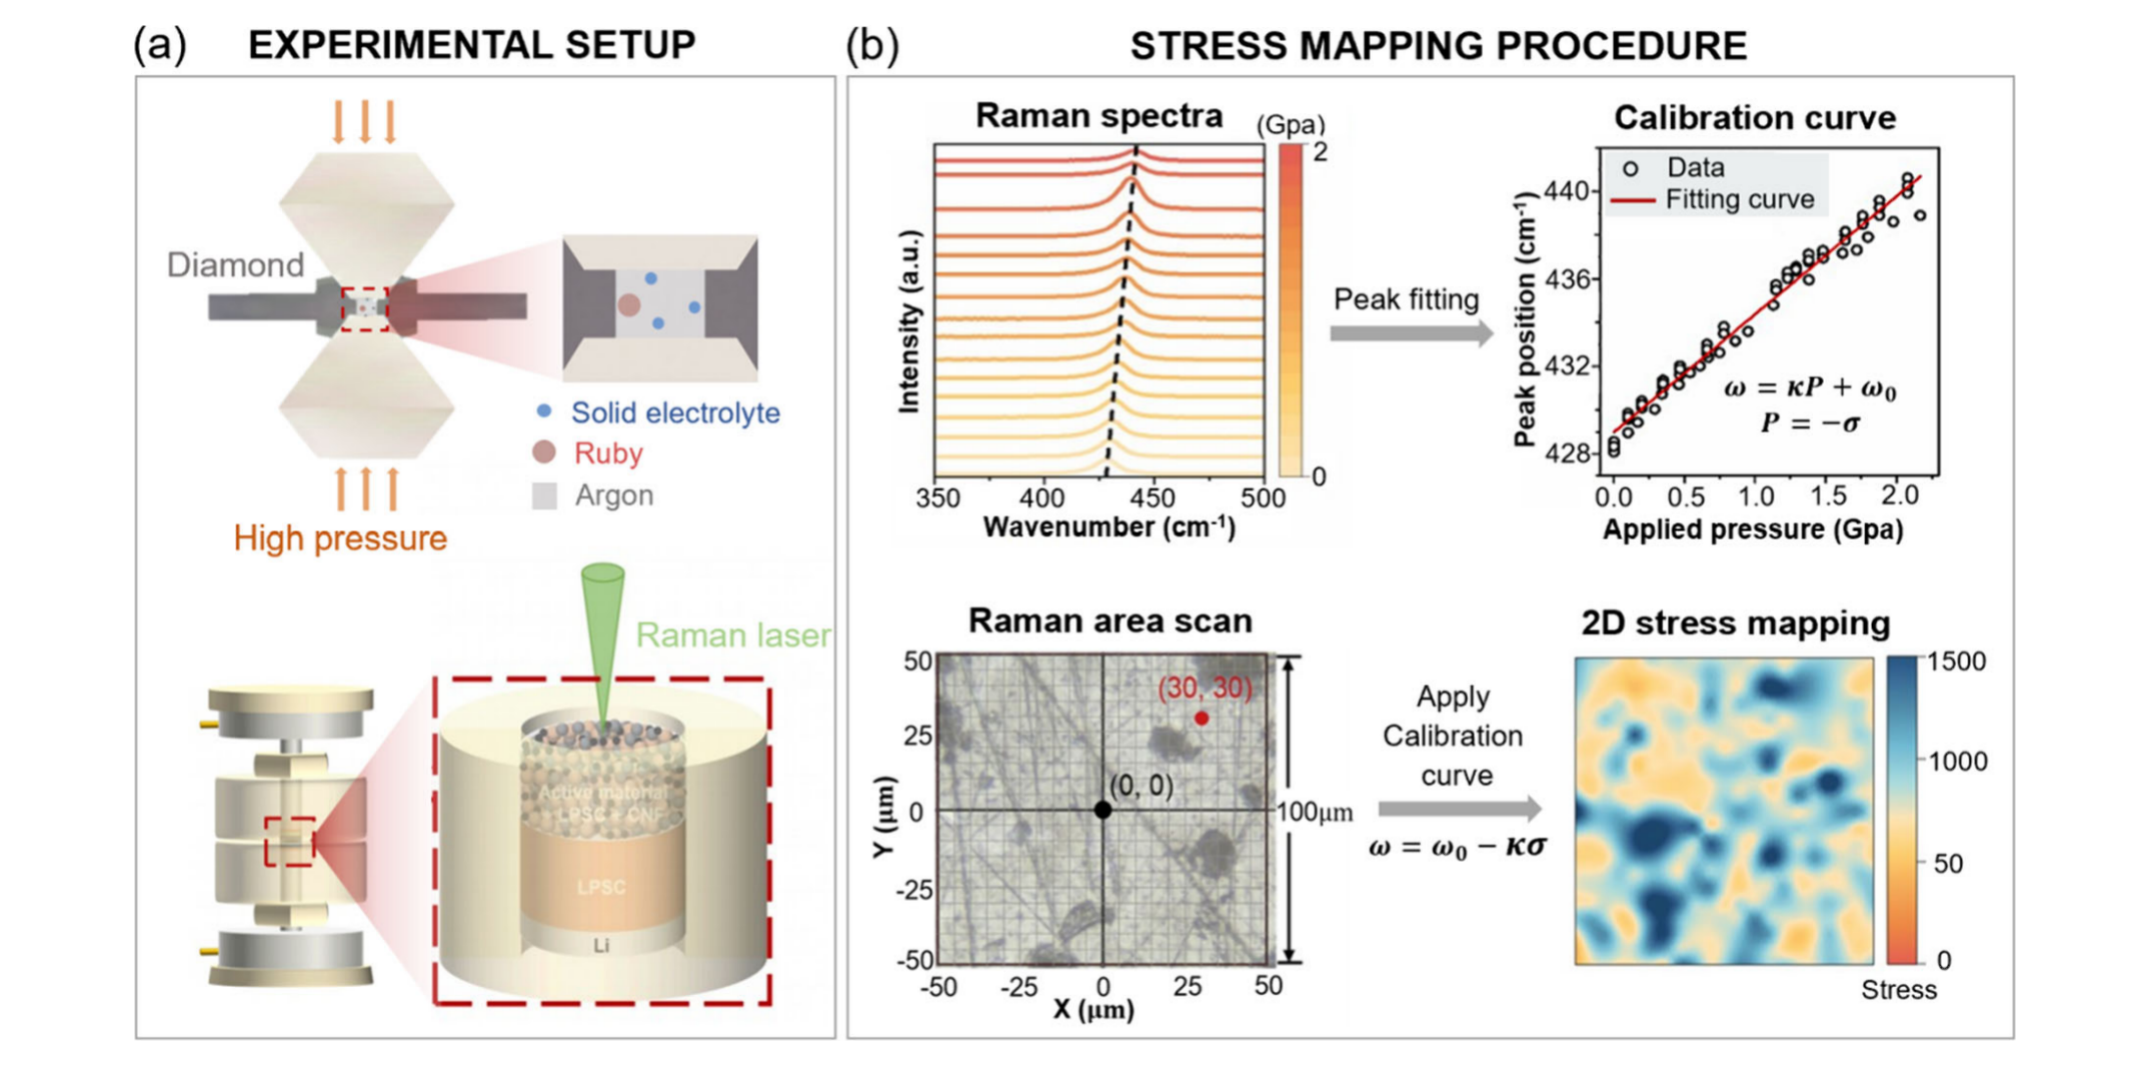 (a) EXPERIMENTAL SETUP
Diamond
Solid electrolyte
Ruby
Argon
High pressure
Raman laser
Active material
LPSC + CNF
LPSC
Li
(b) STRESS MAPPING PROCEDURE
Raman spectra
(Gpa)
2
0
Intensity (a.u.)
350 400 450 500
Wavenumber (cm⁻¹)
Peak fitting
Calibration curve
Data
Fitting curve
440
436
432
428
Peak position (cm⁻¹)
ω = κP + ω₀
P = −σ
0.0 0.5 1.0 1.5 2.0
Applied pressure (Gpa)
Raman area scan
50
25
0
-25
-50
Y (μm)
(30, 30)
(0, 0)
100μm
-50 -25 0 25 50
X (μm)
Apply
Calibration
curve
ω = ω₀ − κσ
2D stress mapping
1500
1000
50
0
Stress